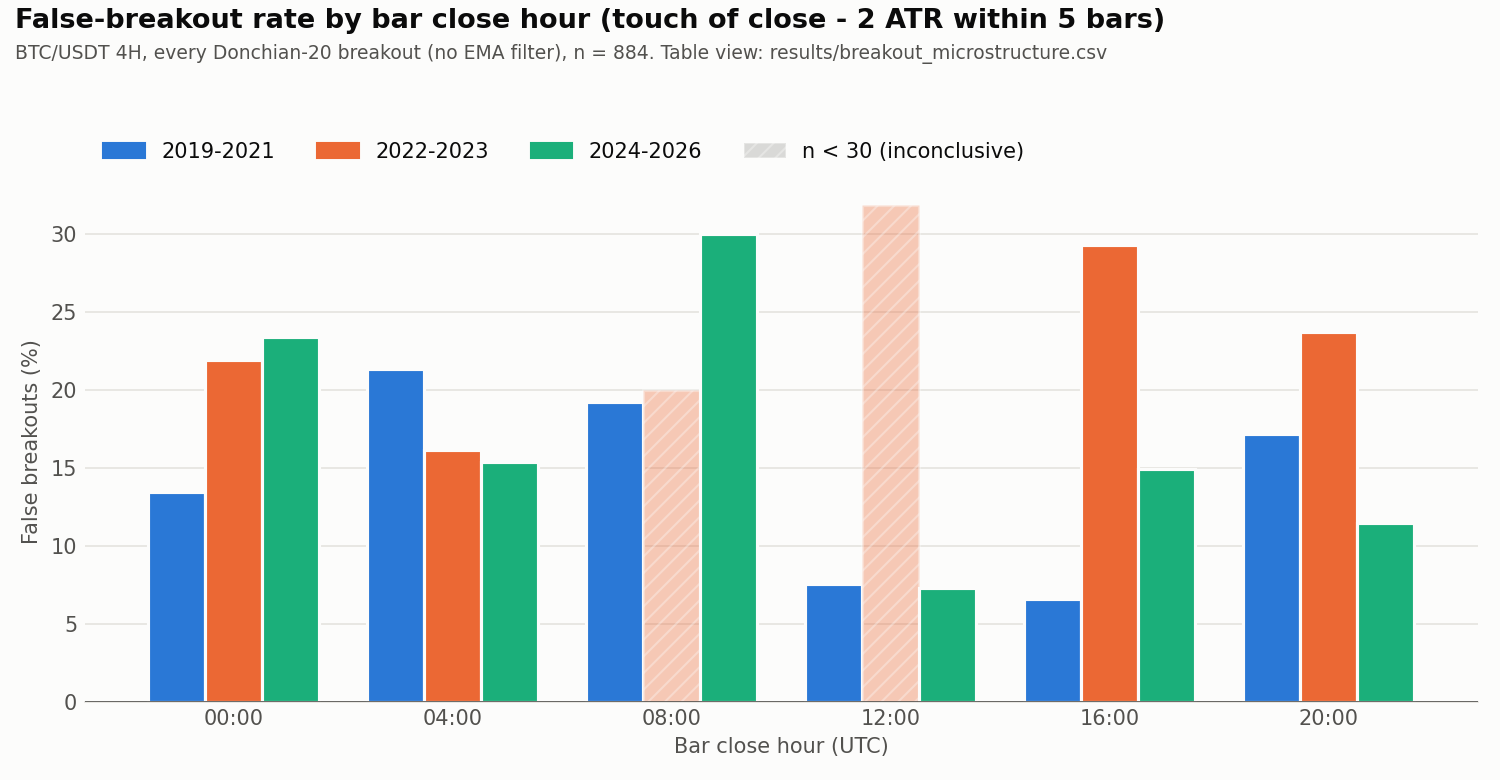 False-breakout rate by bar close hour (touch of close - 2 ATR within 5 bars)
BTC/USDT 4H, every Donchian-20 breakout (no EMA filter), n = 884. Table view: results/breakout_microstructure.csv
2019-2021 2022-2023 2024-2026 n < 30 (inconclusive)
False breakouts (%)
30
25
20
15
10
5
0
00:00 04:00 08:00 12:00 16:00 20:00
Bar close hour (UTC)